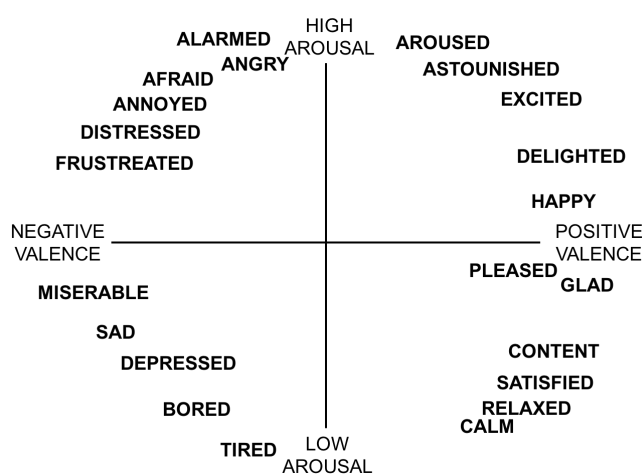 HIGH
AROUSAL
ALARMED
AROUSED
ANGRY
ASTOUNISHED
AFRAID
EXCITED
ANNOYED
DISTRESSED
DELIGHTED
FRUSTREATED
HAPPY
NEGATIVE
VALENCE
POSITIVE
VALENCE
PLEASED
GLAD
MISERABLE
SAD
CONTENT
DEPRESSED
SATISFIED
BORED
RELAXED
CALM
TIRED
LOW
AROUSAL